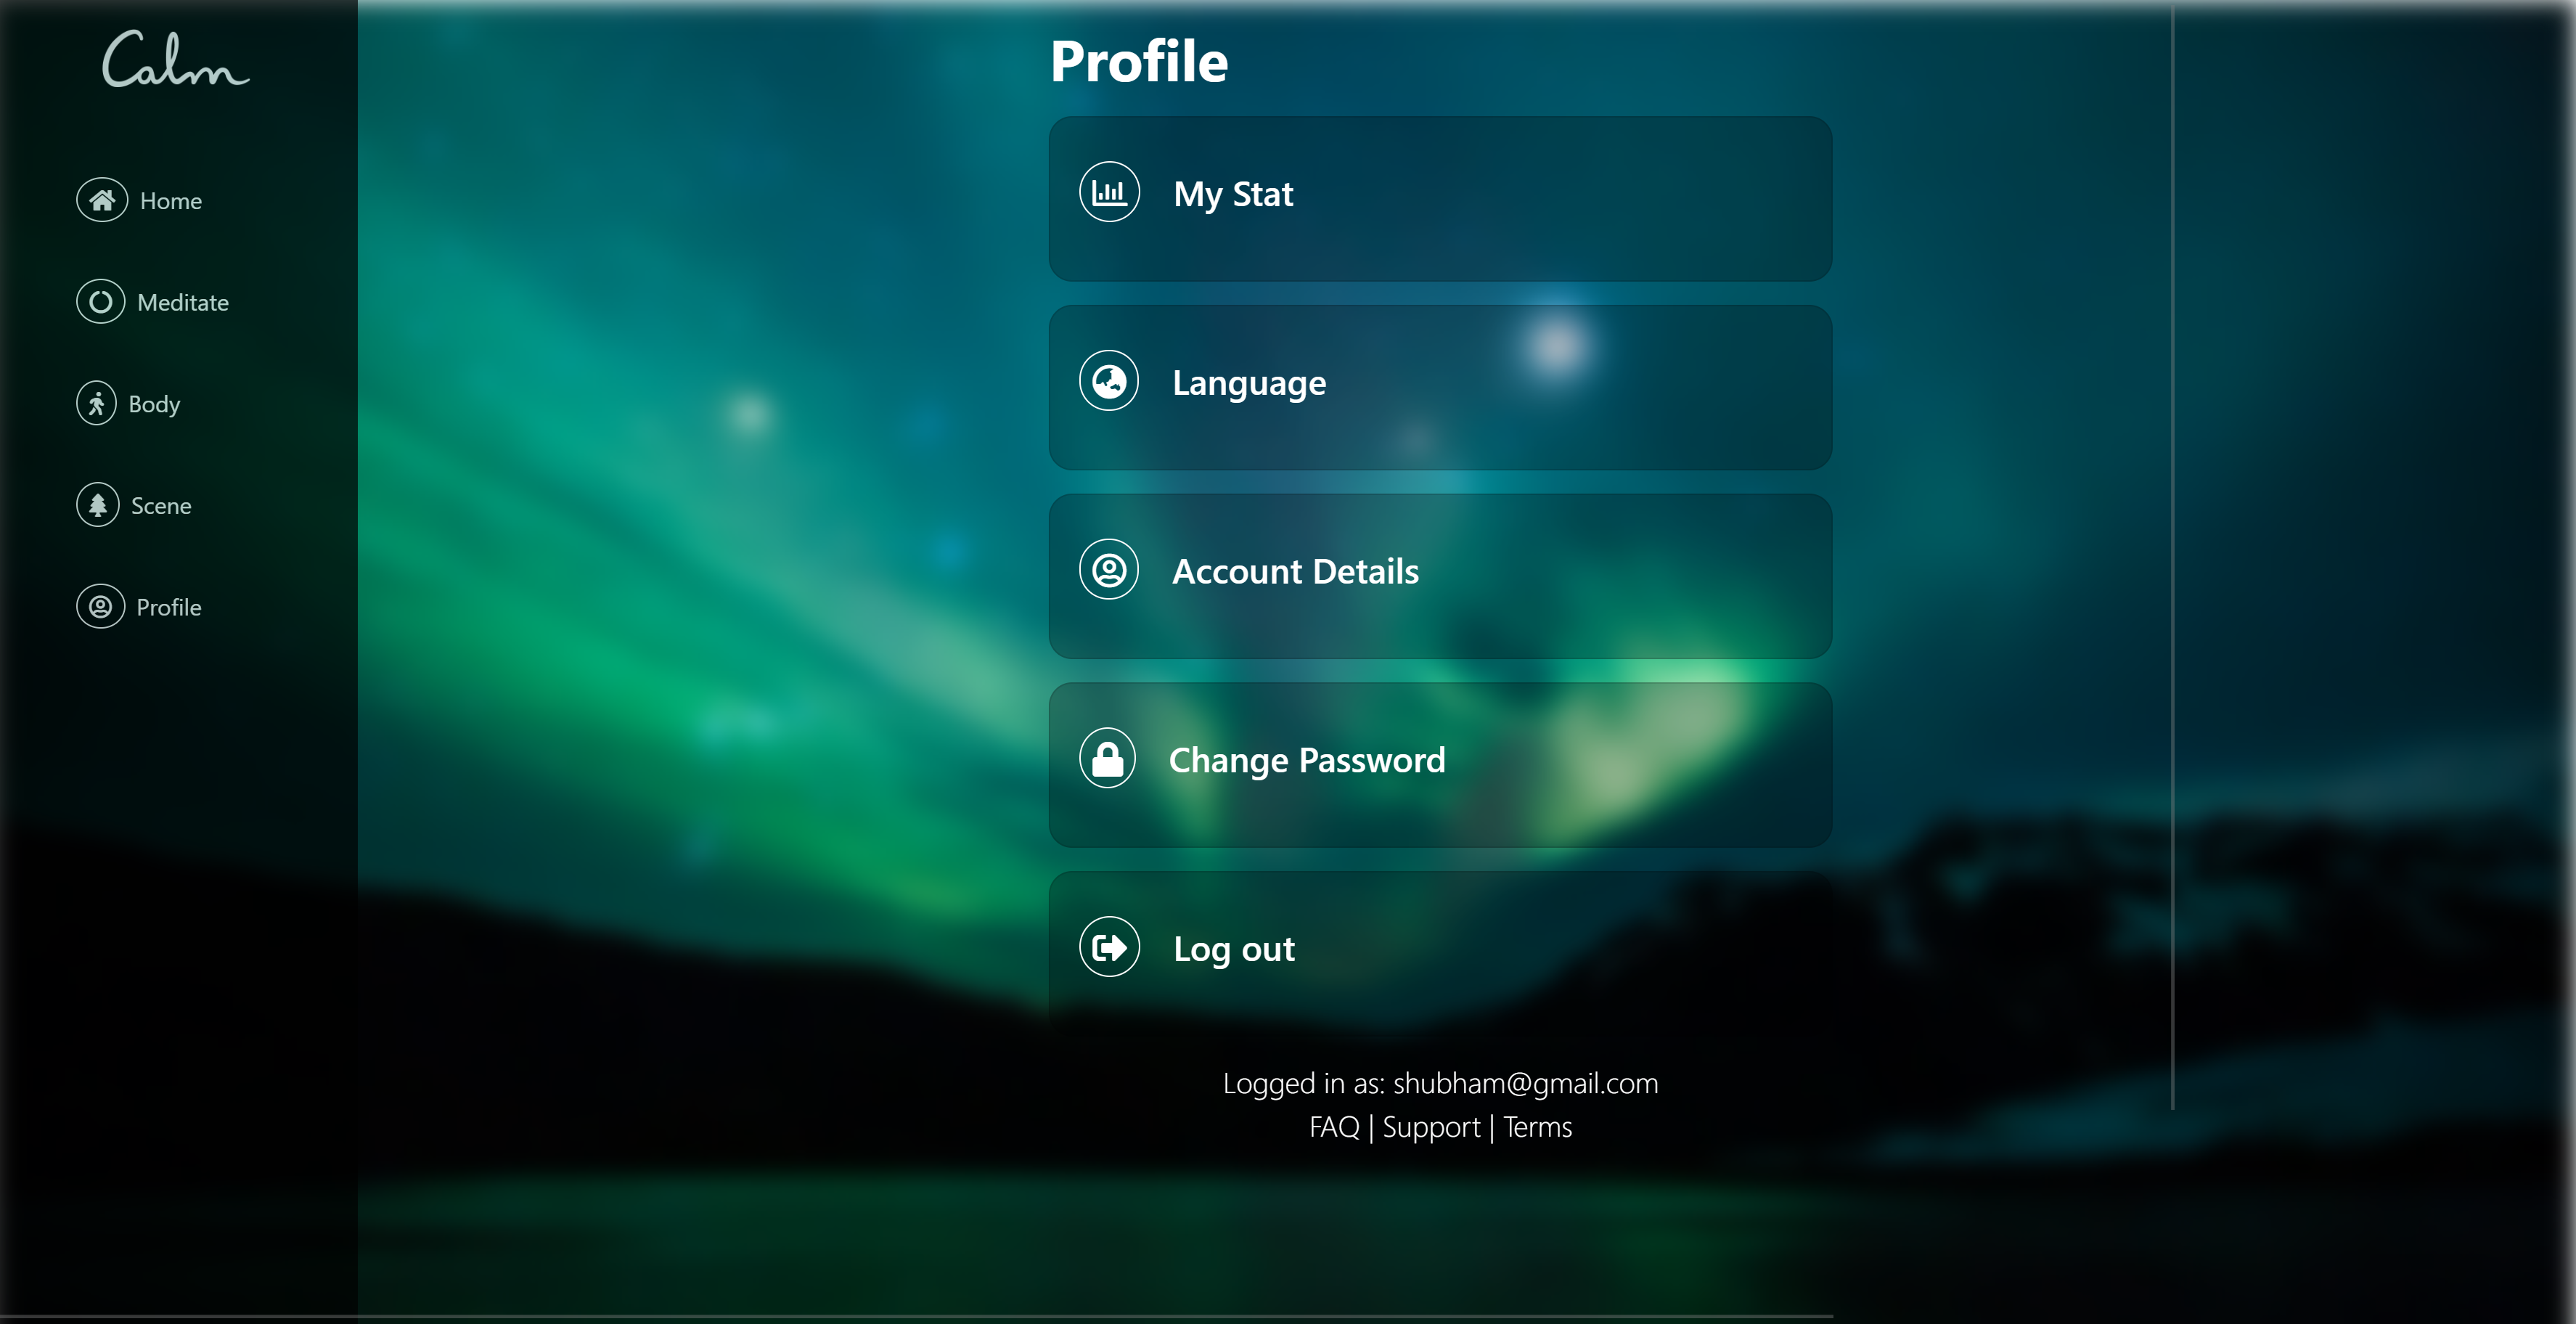 Calm
Home
Meditate
Body
Scene
Profile
Profile
My Stat
Language
Account Details
Change Password
Log out
Logged in as: shubham@gmail.com
FAQ | Support | Terms